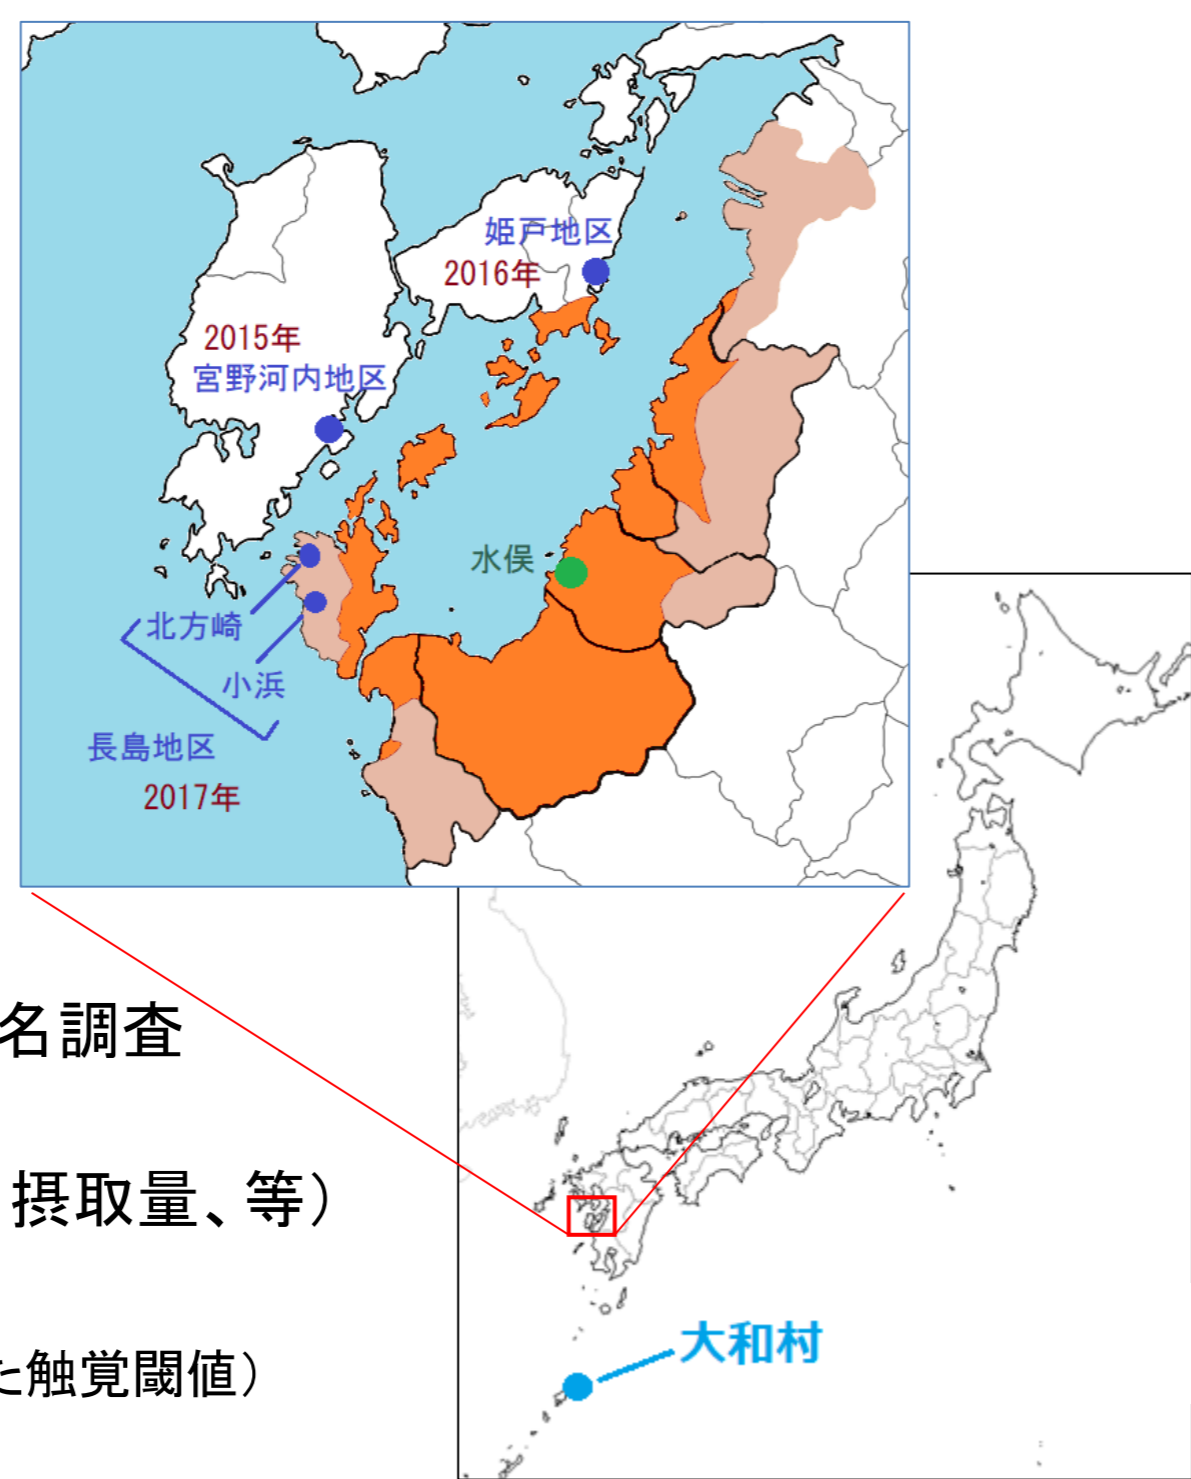 姫戸地区
2016年
2015年
宮野河内地区
水俣
北方崎
小浜
長島地区
2017年
名調査
摂取量、等）
た触覚閾値）
大和村